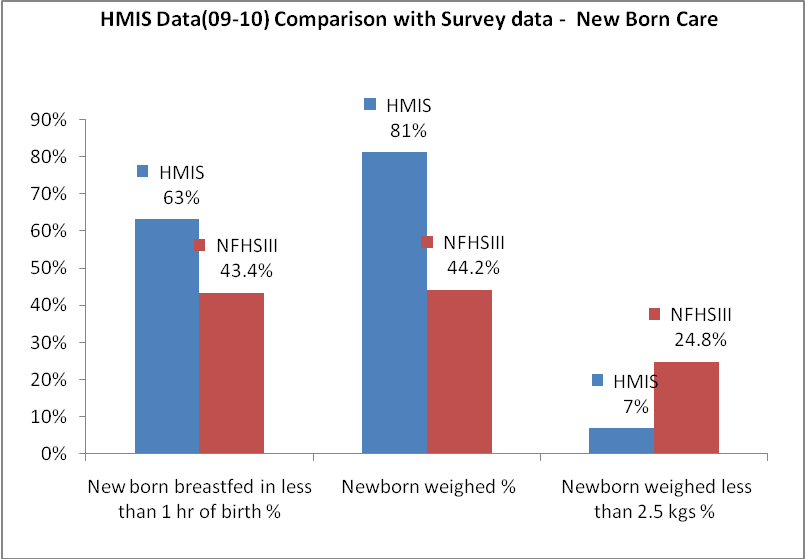 HMIS Data(09-10) Comparison with Survey data - New Born Care
90%
80%
70%
60%
50%
40%
30%
20%
10%
0%
HMIS
63%
NFHSIII
43.4%
HMIS
81%
NFHSIII
44.2%
HMIS
7%
NFHSIII
24.8%
New born breastfed in less
than 1 hr of birth %
Newborn weighed %
Newborn weighed less
than 2.5 kgs %